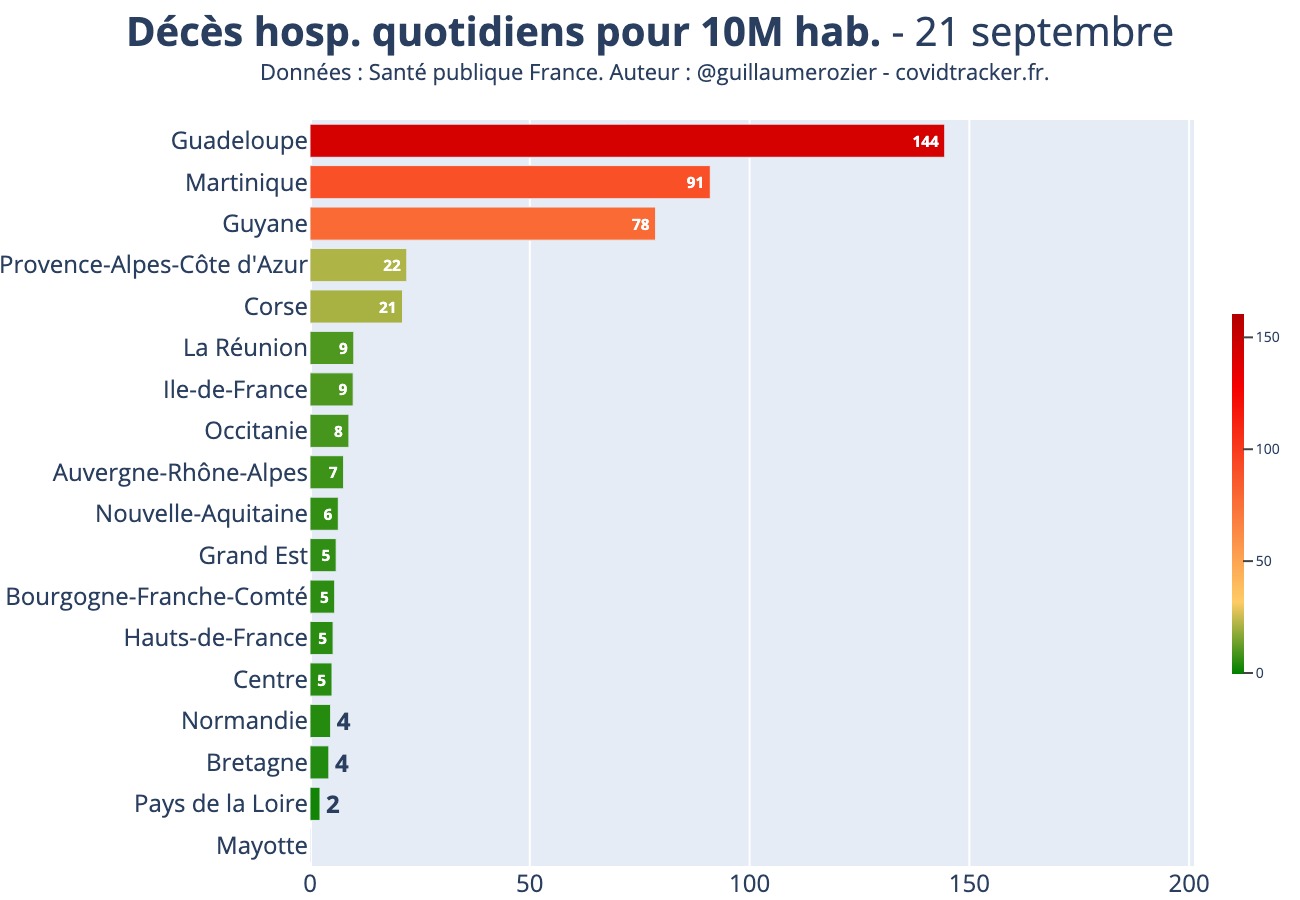 Décès hosp. quotidiens pour 10M hab. - 21 septembre
Données : Santé publique France. Auteur : @guillaumerozier - covidtracker.fr.
Guadeloupe 144
Martinique 91
Guyane 78
Provence-Alpes-Côte d'Azur 22
Corse 21
La Réunion 9
Ile-de-France 9
Occitanie 8
Auvergne-Rhône-Alpes 7
Nouvelle-Aquitaine 6
Grand Est 5
Bourgogne-Franche-Comté 5
Hauts-de-France 5
Centre 5
Normandie 4
Bretagne 4
Pays de la Loire 2
Mayotte
0 50 100 150 200
150
100
50
0